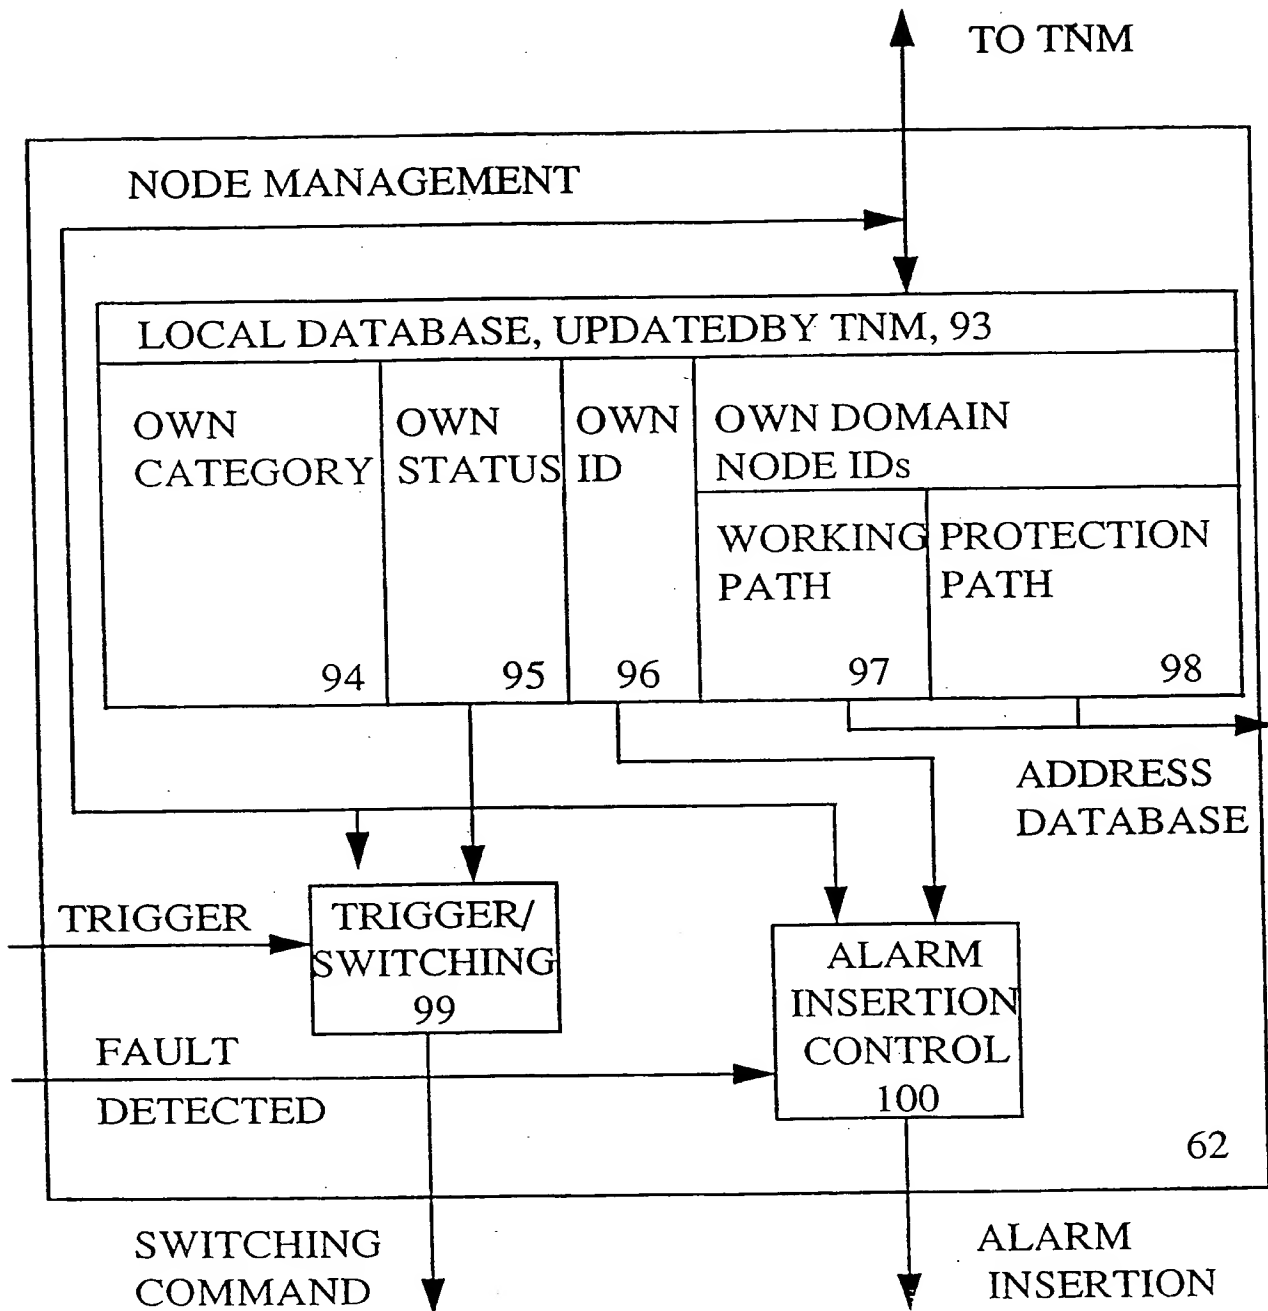 TO TNM
NODE MANAGEMENT
LOCAL DATABASE, UPDATEDBY TNM, 93
OWN
CATEGORY
94
OWN
STATUS
95
OWN
ID
96
OWN DOMAIN
NODE IDs
WORKING
PATH
97
PROTECTION
PATH
98
ADDRESS
DATABASE
TRIGGER
TRIGGER/
SWITCHING
99
FAULT
DETECTED
ALARM
INSERTION
CONTROL
100
62
SWITCHING
COMMAND
ALARM
INSERTION